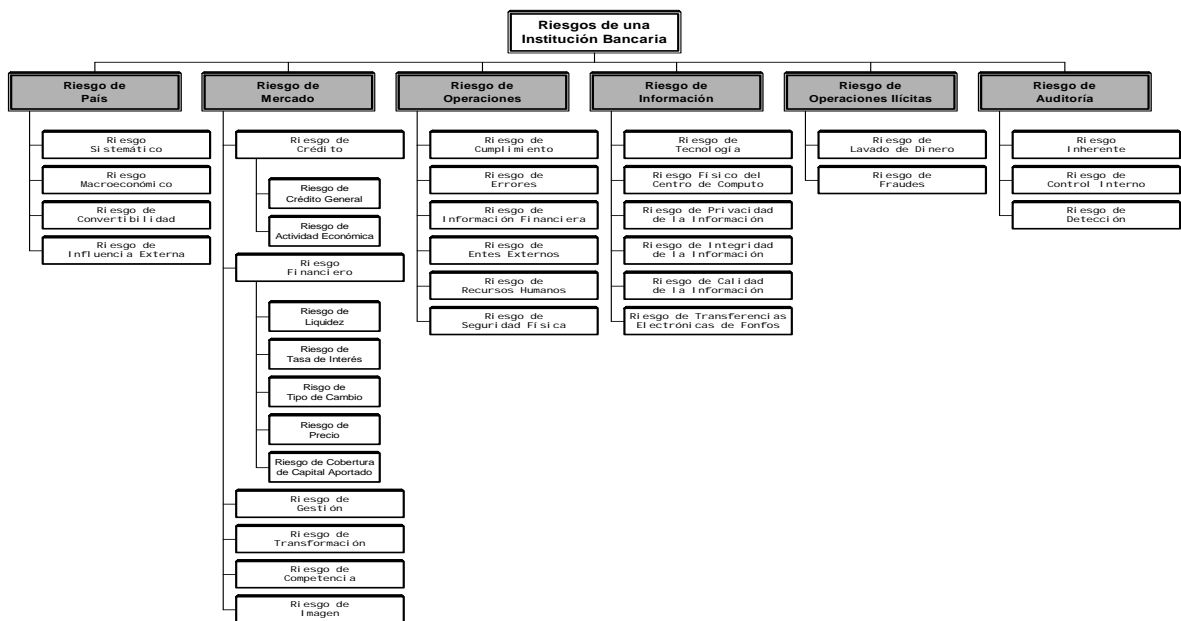 Riesgos de una
Institución Bancaria
Riesgo de
País
Riesgo
Sistemático
Riesgo
Macroeconómico
Riesgo de
Convertibilidad
Riesgo de
Influencia Externa
Riesgo de
Mercado
Riesgo de
Crédito
Riesgo de
Crédito General
Riesgo de
Actividad Económica
Riesgo
Financiero
Riesgo de
Liquidez
Riesgo de
Tasa de Interés
Risgo de
Tipo de Cambio
Riesgo de
Precio
Riesgo de Cobertura
de Capital Aportado
Riesgo de
Gestión
Riesgo de
Transformación
Riesgo de
Competencia
Riesgo de
Imagen
Riesgo de
Operaciones
Riesgo de
Cumplimiento
Riesgo de
Errores
Riesgo de
Información Financiera
Riesgo de
Entes Externos
Riesgo de
Recursos Humanos
Riesgo de
Seguridad Física
Riesgo de
Información
Riesgo de
Tecnología
Riesgo Físico del
Centro de Computo
Riesgo de Privacidad
de la Información
Riesgo de Integridad
de la Información
Riesgo de Calidad
de la Información
Riesgo de Transferencias
Electrónicas de Fonfos
Riesgo de
Operaciones Ilícitas
Riesgo de
Lavado de Dinero
Riesgo de
Fraudes
Riesgo de
Auditoría
Riesgo
Inherente
Riesgo de
Control Interno
Riesgo de
Detección